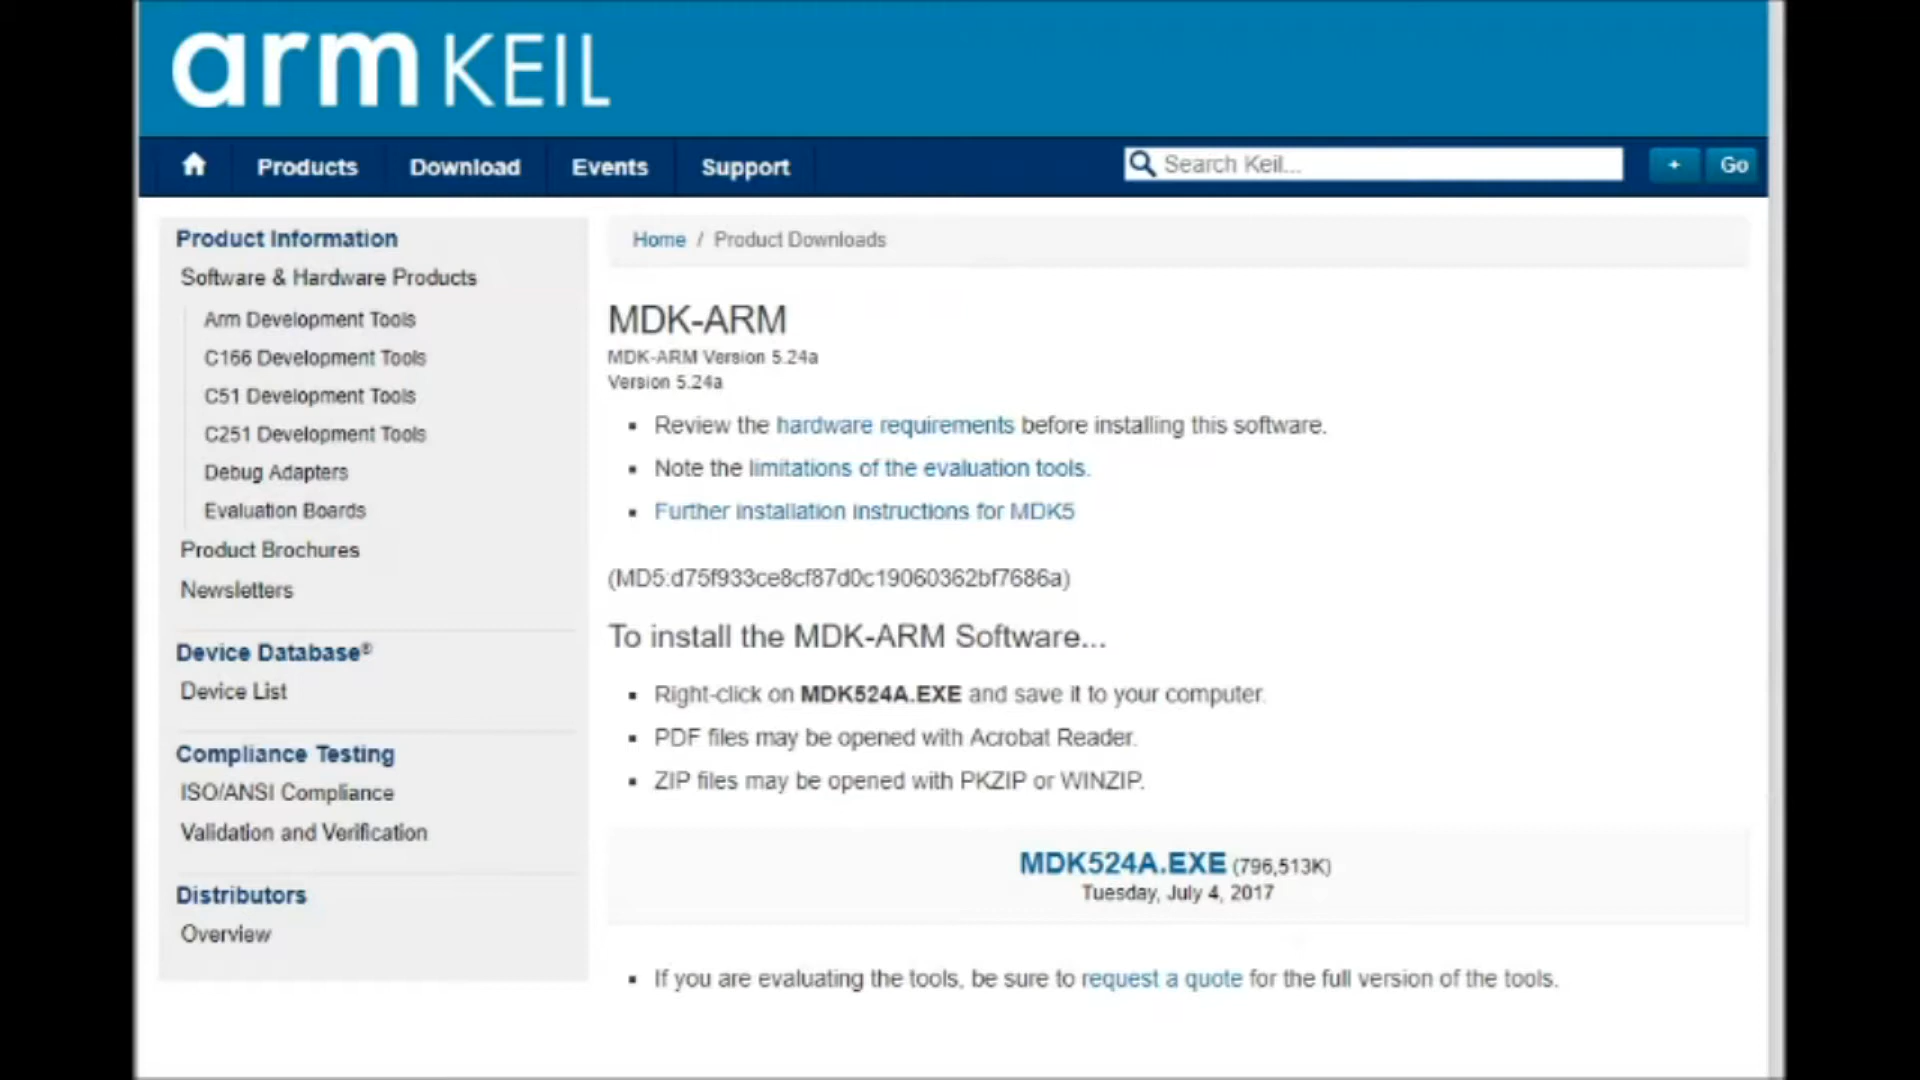 arm KEIL
Products Download Events Support Search Keil... + Go
Product Information
Software & Hardware Products
Arm Development Tools
C166 Development Tools
C51 Development Tools
C251 Development Tools
Debug Adapters
Evaluation Boards
Product Brochures
Newsletters
Device Database®
Device List
Compliance Testing
ISO/ANSI Compliance
Validation and Verification
Distributors
Overview
Home / Product Downloads
MDK-ARM
MDK-ARM Version 5.24a
Version 5.24a
▪ Review the hardware requirements before installing this software.
▪ Note the limitations of the evaluation tools.
▪ Further installation instructions for MDK5
(MD5:d75f933ce8cf87d0c19060362bf7686a)
To install the MDK-ARM Software...
▪ Right-click on MDK524A.EXE and save it to your computer.
▪ PDF files may be opened with Acrobat Reader.
▪ ZIP files may be opened with PKZIP or WINZIP.
MDK524A.EXE (796,513K)
Tuesday, July 4, 2017
▪ If you are evaluating the tools, be sure to request a quote for the full version of the tools.